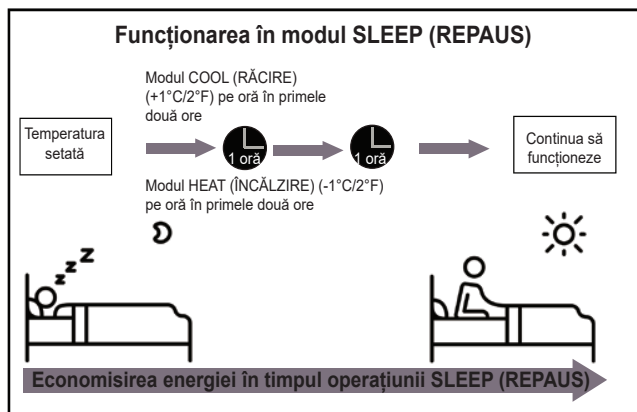 Funcționarea în modul SLEEP (REPAUS)
Modul COOL (RĂCIRE)
(+1°C/2°F) pe oră în primele
două ore
Temperatura
setată
1 oră
1 oră
Continua să
funcționeze
Modul HEAT (ÎNCĂLZIRE) (-1°C/2°F)
pe oră în primele două ore
z z z
Economisirea energiei în timpul operațiunii SLEEP (REPAUS)